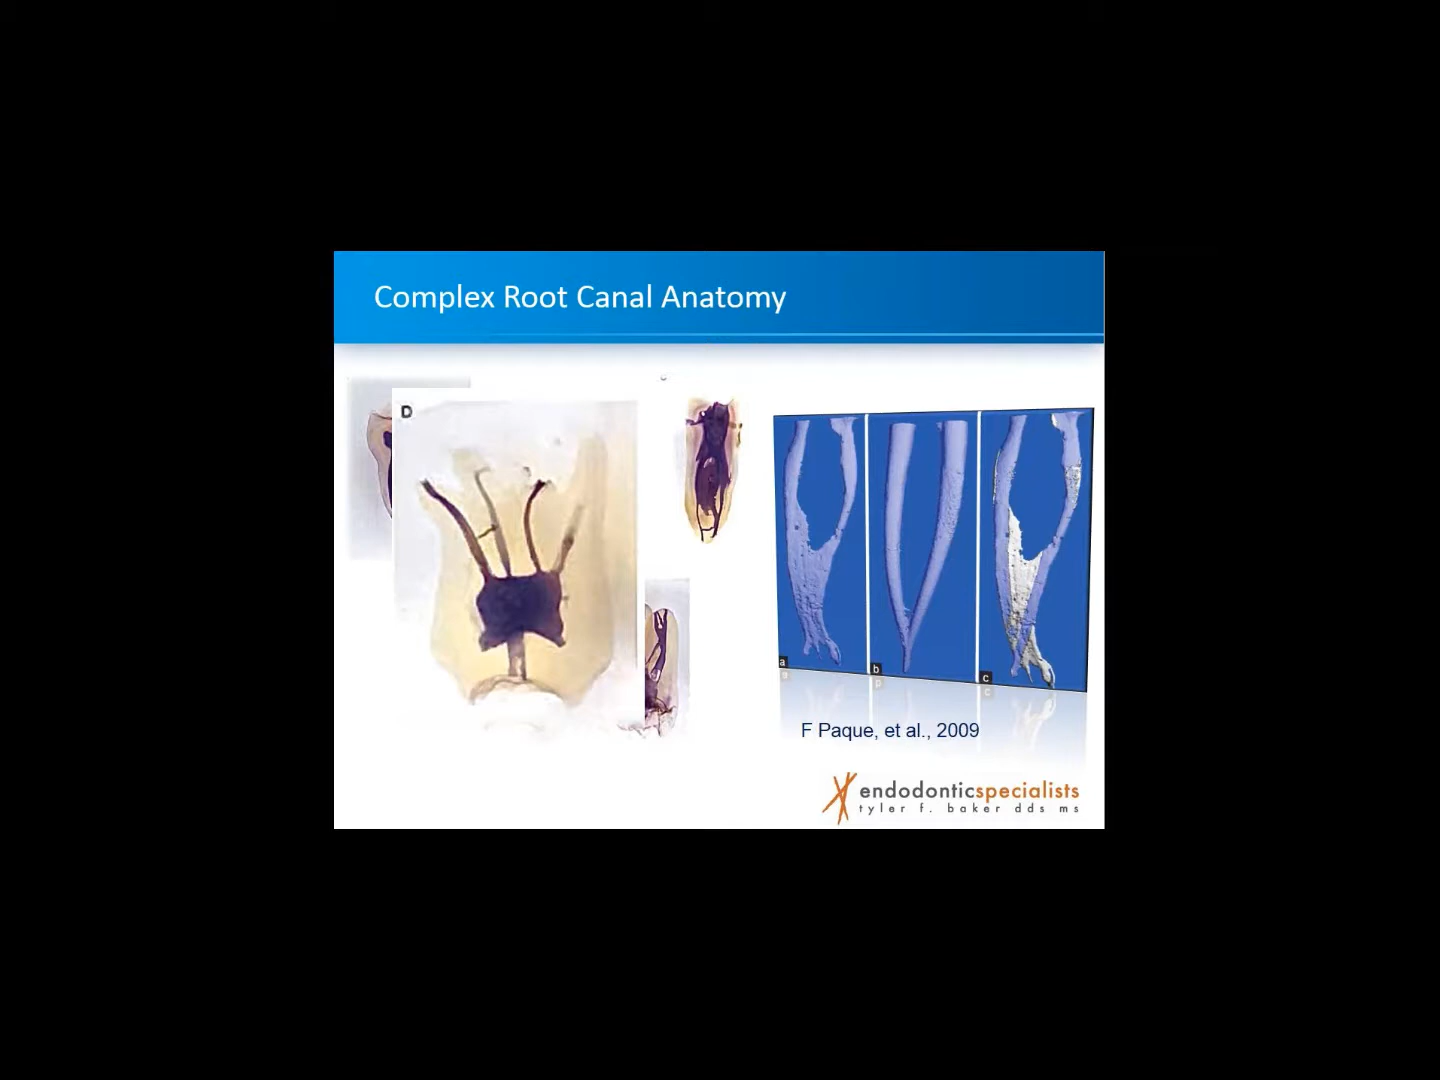 Complex Root Canal Anatomy
D
a
b
c
F Paque, et al., 2009
endodonticspecialists
tyler f. baker dds ms